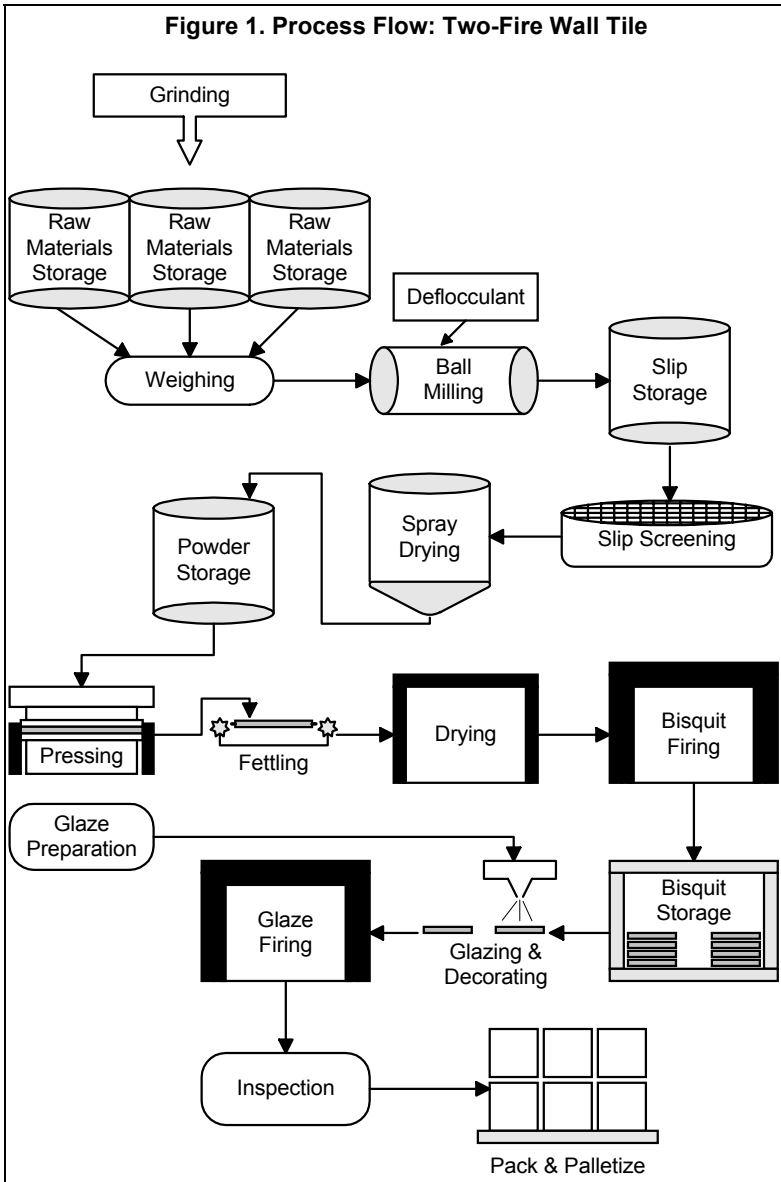 Figure 1. Process Flow: Two-Fire Wall Tile
Grinding
Raw
Materials
Storage
Raw
Materials
Storage
Raw
Materials
Storage
Weighing
Deflocculant
Ball
Milling
Slip
Storage
Slip Screening
Spray
Drying
Powder
Storage
Pressing
Fettling
Drying
Bisquit
Firing
Glaze
Preparation
Bisquit
Storage
Glazing &
Decorating
Glaze
Firing
Inspection
Pack & Palletize